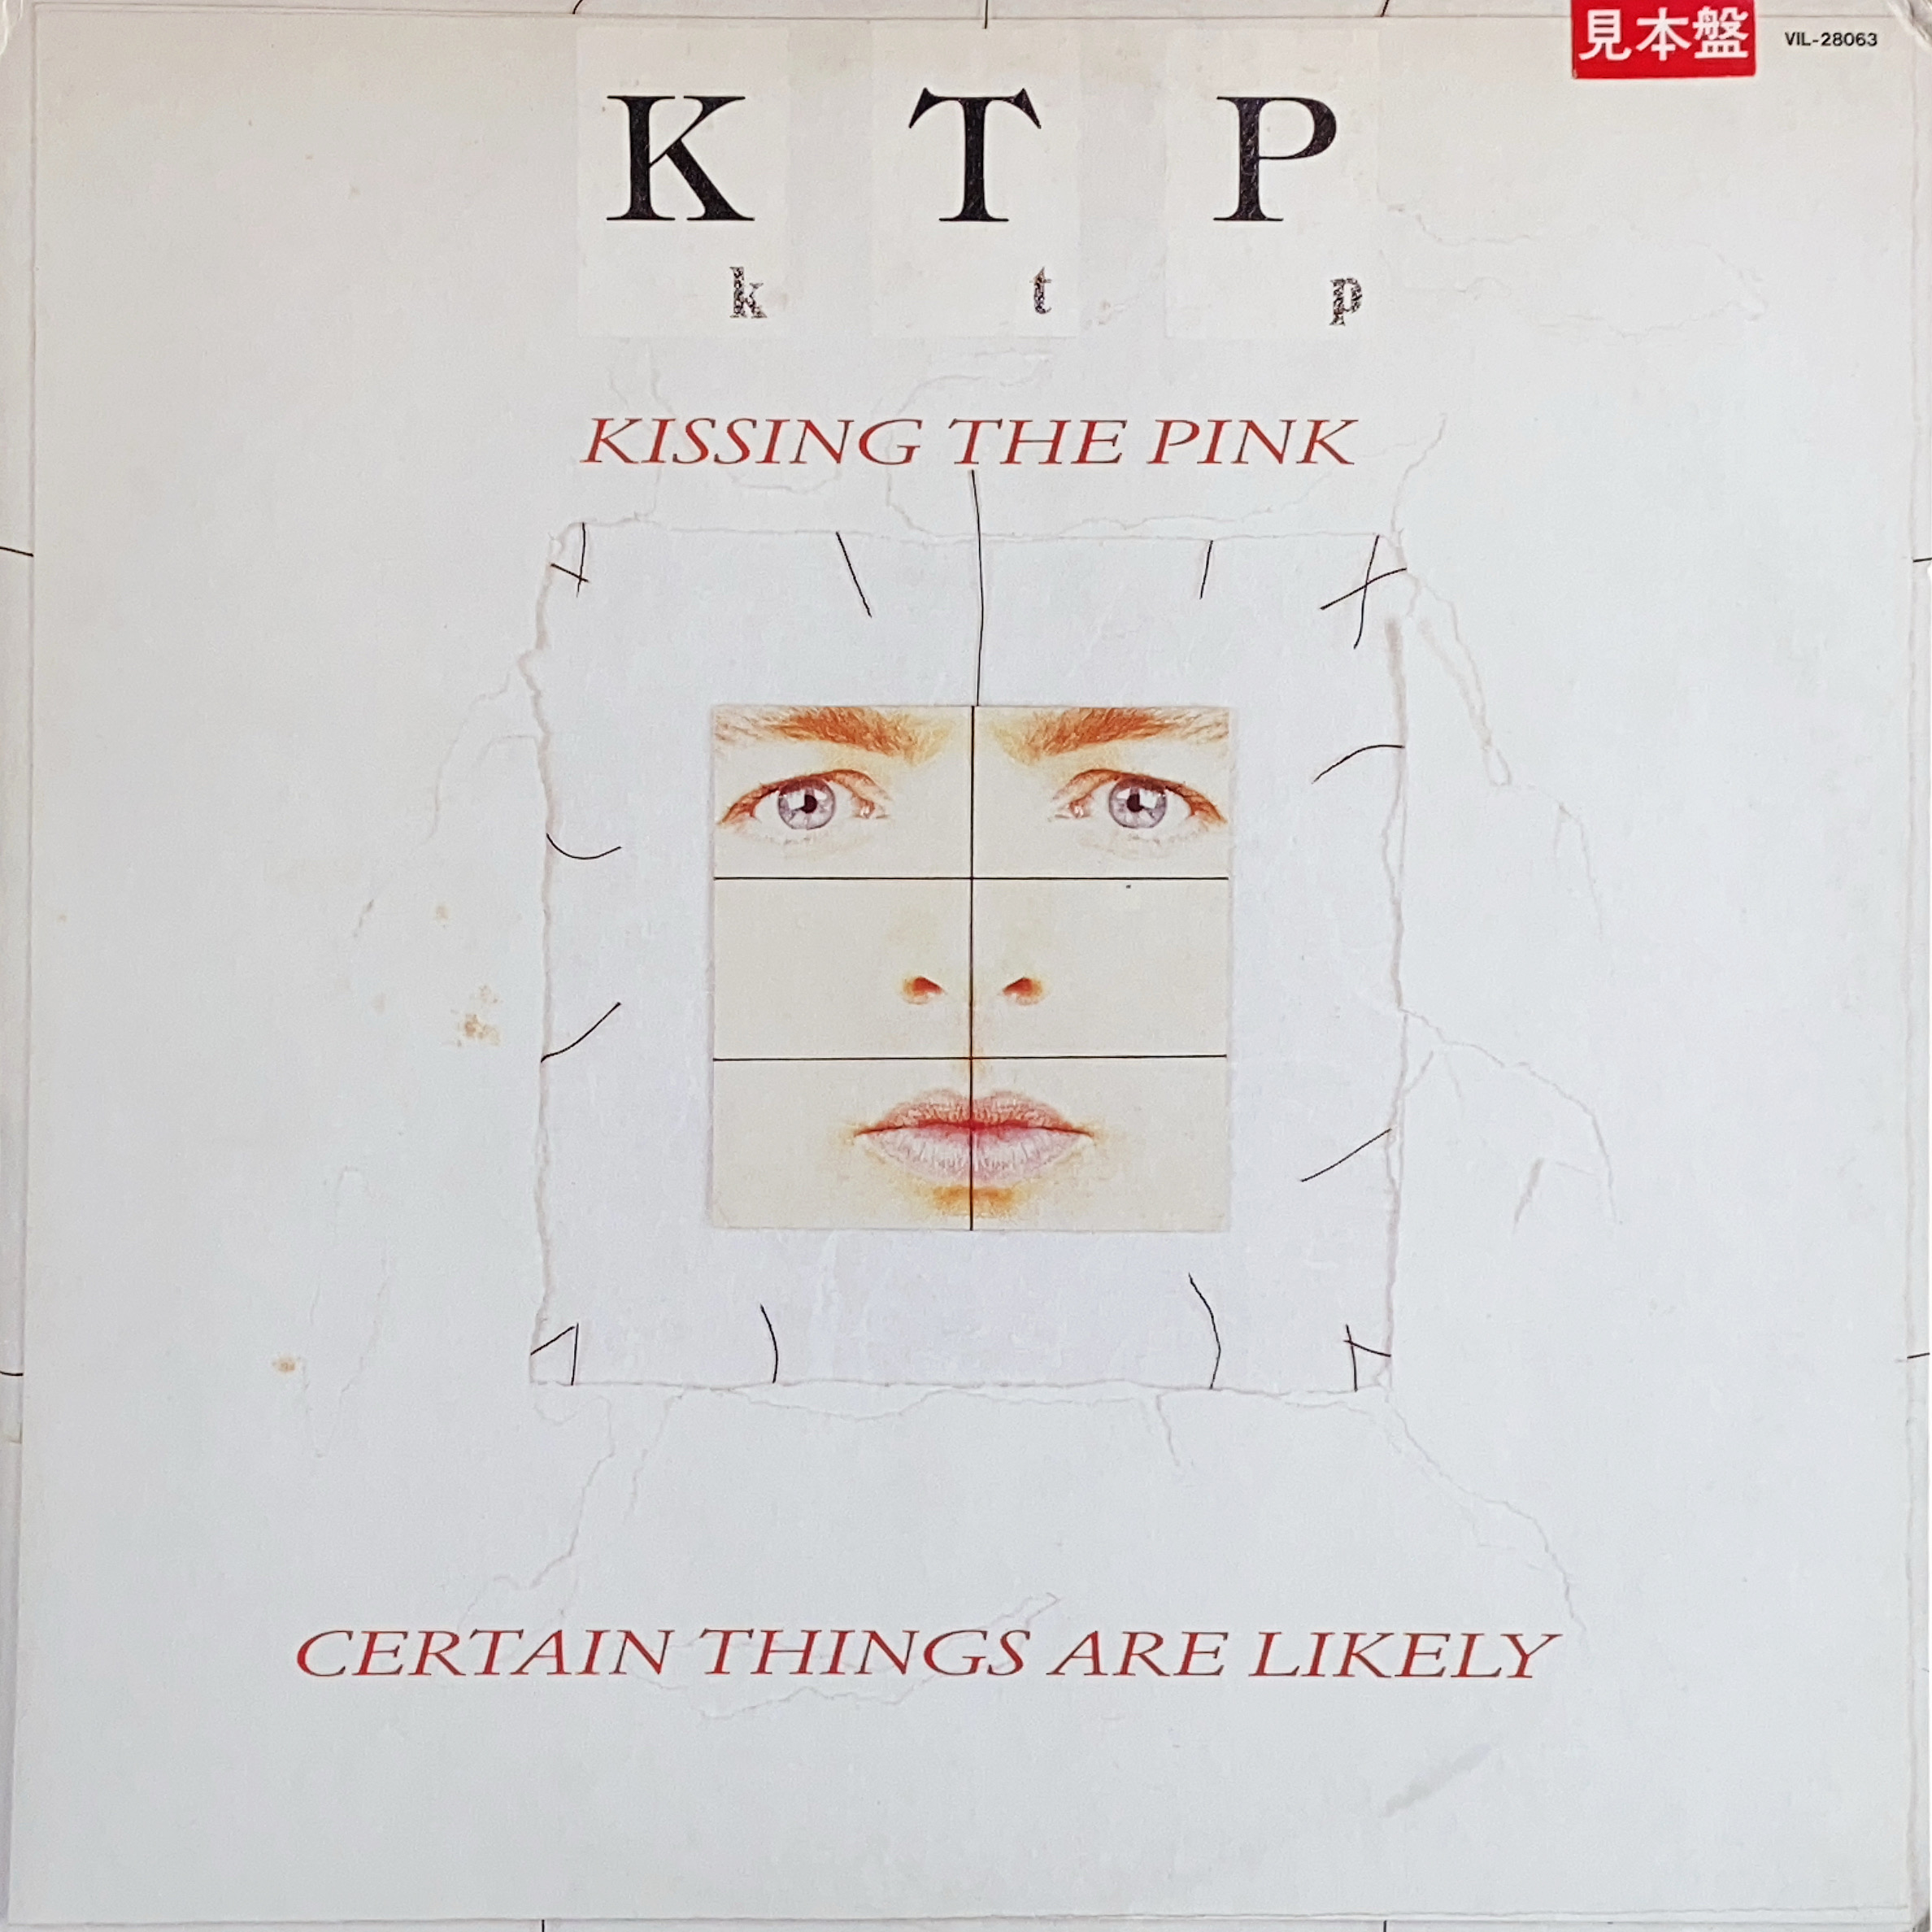 見本盤 VIL-28063
K T P
k t p
KISSING THE PINK
CERTAIN THINGS ARE LIKELY